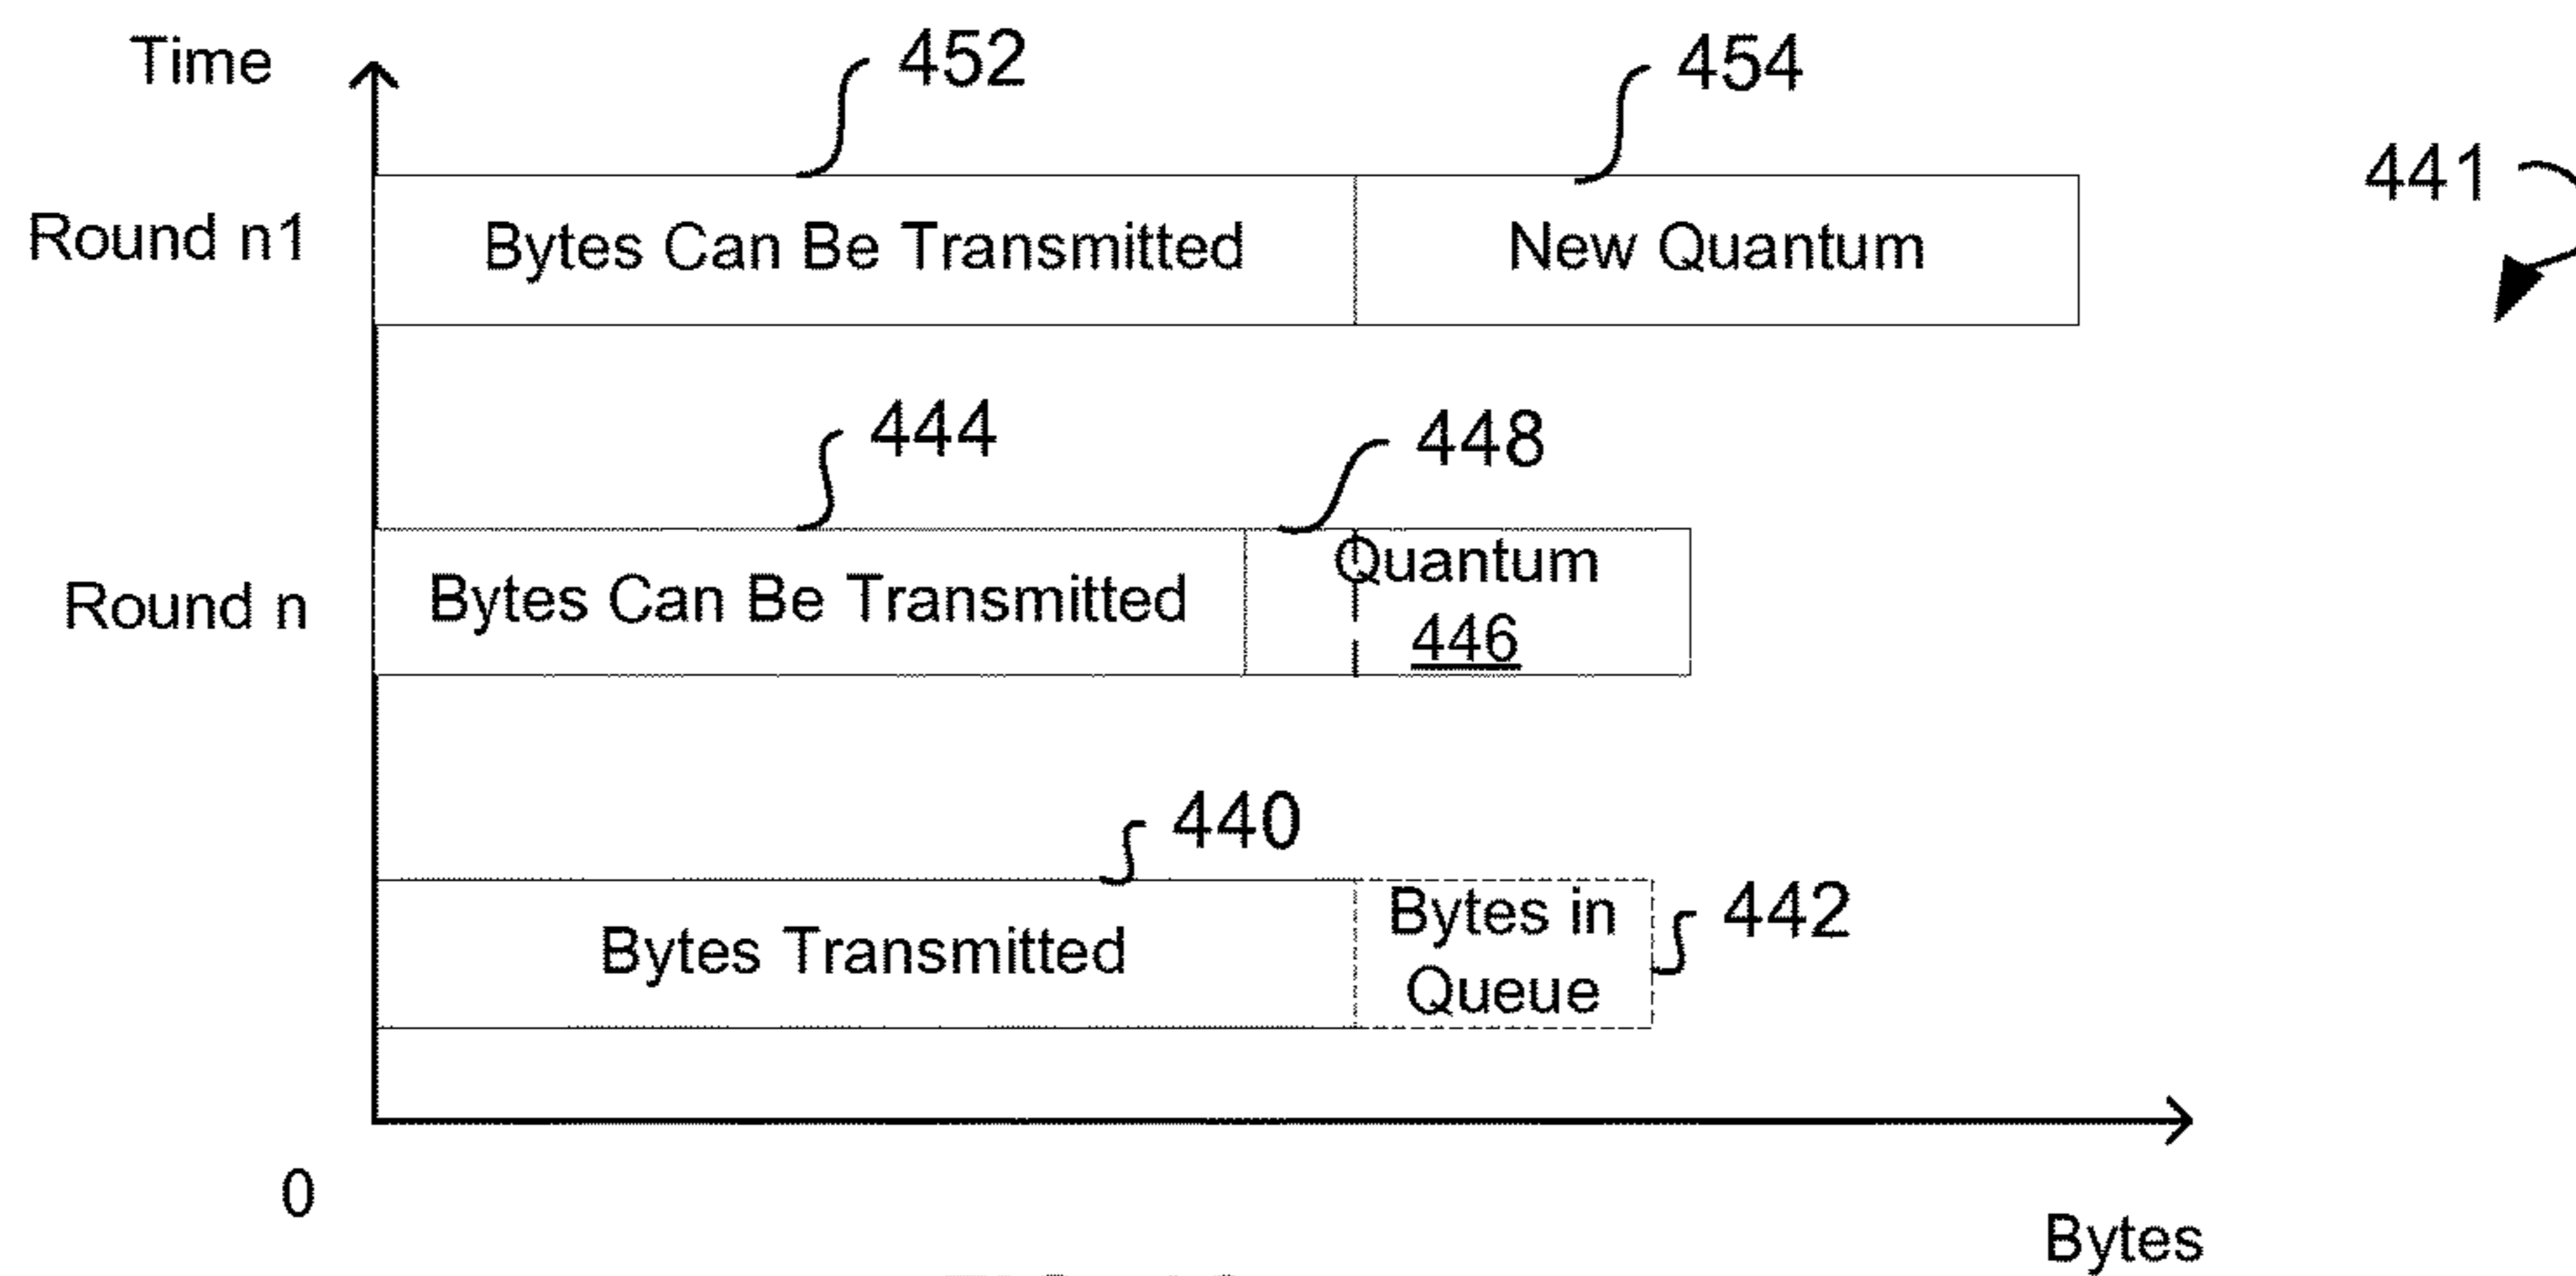 Time
452
454
441
Round n1
Bytes Can Be Transmitted
New Quantum
444
448
Round n
Bytes Can Be Transmitted
Quantum
446
440
Bytes Transmitted
Bytes in
Queue
442
0
Bytes